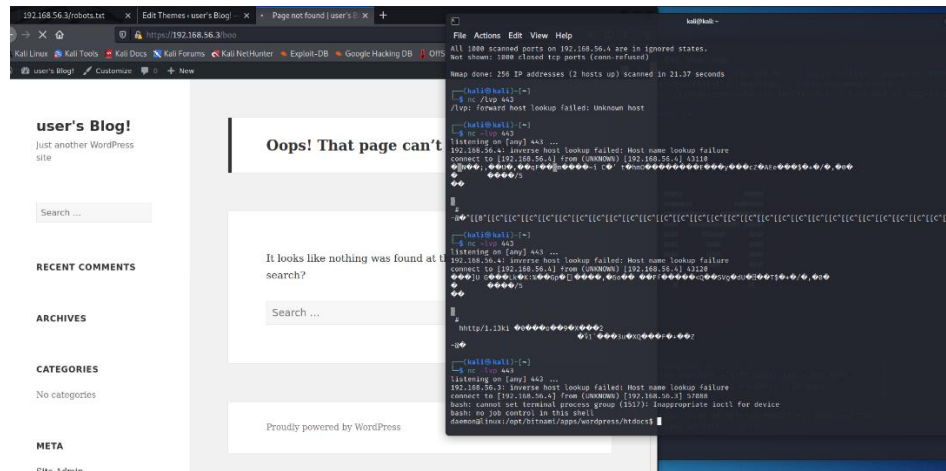 192.168.56.3/robots.txt
Edit Themes ‹ user's Blog! —
Page not found | user's B
https://192.168.56.3/boo
Kali Linux Kali Tools Kali Docs Kali Forums Kali NetHunter Exploit-DB Google Hacking DB OffS
user's Blog! Customize 0 New
user's Blog!
Just another WordPress
site
Search …
RECENT COMMENTS
ARCHIVES
CATEGORIES
No categories
META
Site Admin
Oops! That page can't
It looks like nothing was found at
search?
Search …
Proudly powered by WordPress
kali@kali: ~
File Actions Edit View Help
All 1000 scanned ports on 192.168.56.4 are in ignored states.
Not shown: 1000 closed tcp ports (conn-refused)
Nmap done: 256 IP addresses (2 hosts up) scanned in 21.37 seconds
(kali㉿kali)-[~]
$ nc /lvp 443
/lvp: forward host lookup failed: Unknown host
(kali㉿kali)-[~]
$ nc -lvp 443
listening on [any] 443 ...
192.168.56.4: inverse host lookup failed: Host name lookup failure
connect to [192.168.56.4] from (UNKNOWN) [192.168.56.4] 43110
(kali㉿kali)-[~]
$ nc -lvp 443
listening on [any] 443 ...
192.168.56.4: inverse host lookup failed: Host name lookup failure
connect to [192.168.56.4] from (UNKNOWN) [192.168.56.4] 43120
(kali㉿kali)-[~]
$ nc -lvp 443
listening on [any] 443 ...
192.168.56.3: inverse host lookup failed: Host name lookup failure
connect to [192.168.56.4] from (UNKNOWN) [192.168.56.3] 57080
bash: cannot set terminal process group (1517): Inappropriate ioctl for device
bash: no job control in this shell
daemon@linux:/opt/bitnami/apps/wordpress/htdocs$